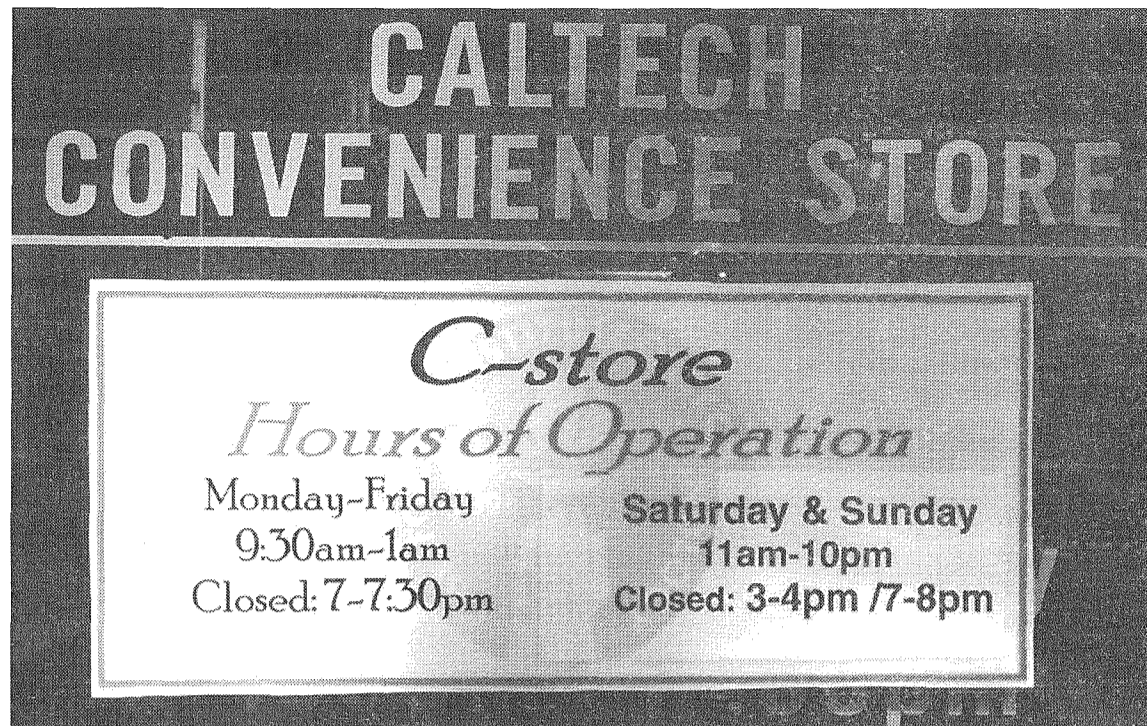 CALTECH
CONVENIENCE STORE
C-store
Hours of Operation
Monday-Friday
9:30am-1am
Closed: 7-7:30pm
Saturday & Sunday
11am-10pm
Closed: 3-4pm /7-8pm